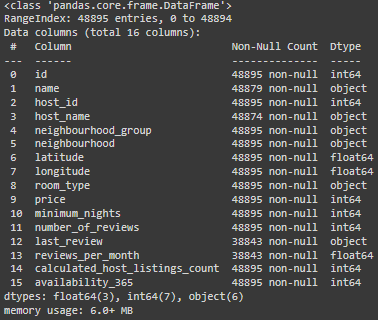 <class 'pandas.core.frame.DataFrame'>
RangeIndex: 48895 entries, 0 to 48894
Data columns (total 16 columns):
 #   Column                          Non-Null Count  Dtype
---  ------                          --------------  -----
 0   id                              48895 non-null  int64
 1   name                            48879 non-null  object
 2   host_id                         48895 non-null  int64
 3   host_name                       48874 non-null  object
 4   neighbourhood_group             48895 non-null  object
 5   neighbourhood                   48895 non-null  object
 6   latitude                        48895 non-null  float64
 7   longitude                       48895 non-null  float64
 8   room_type                       48895 non-null  object
 9   price                           48895 non-null  int64
 10  minimum_nights                  48895 non-null  int64
 11  number_of_reviews               48895 non-null  int64
 12  last_review                     38843 non-null  object
 13  reviews_per_month               38843 non-null  float64
 14  calculated_host_listings_count  48895 non-null  int64
 15  availability_365                48895 non-null  int64
dtypes: float64(3), int64(7), object(6)
memory usage: 6.0+ MB